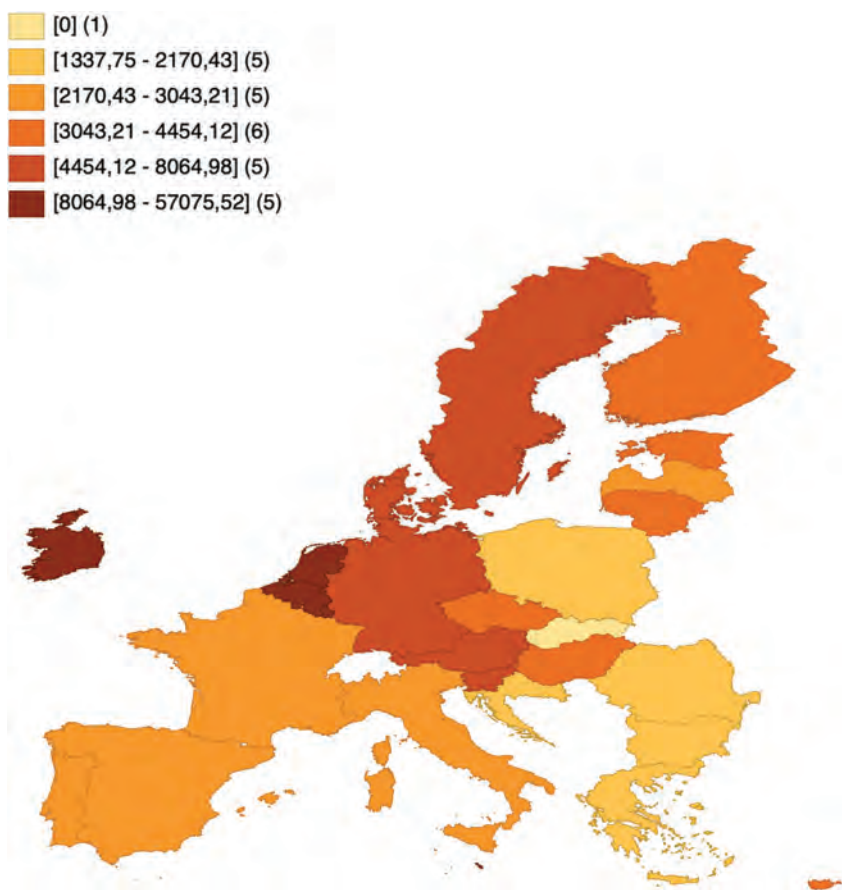 [0] (1)
[1337,75 - 2170,43] (5)
[2170,43 - 3043,21] (5)
[3043,21 - 4454,12] (6)
[4454,12 - 8064,98] (5)
[8064,98 - 57075,52] (5)